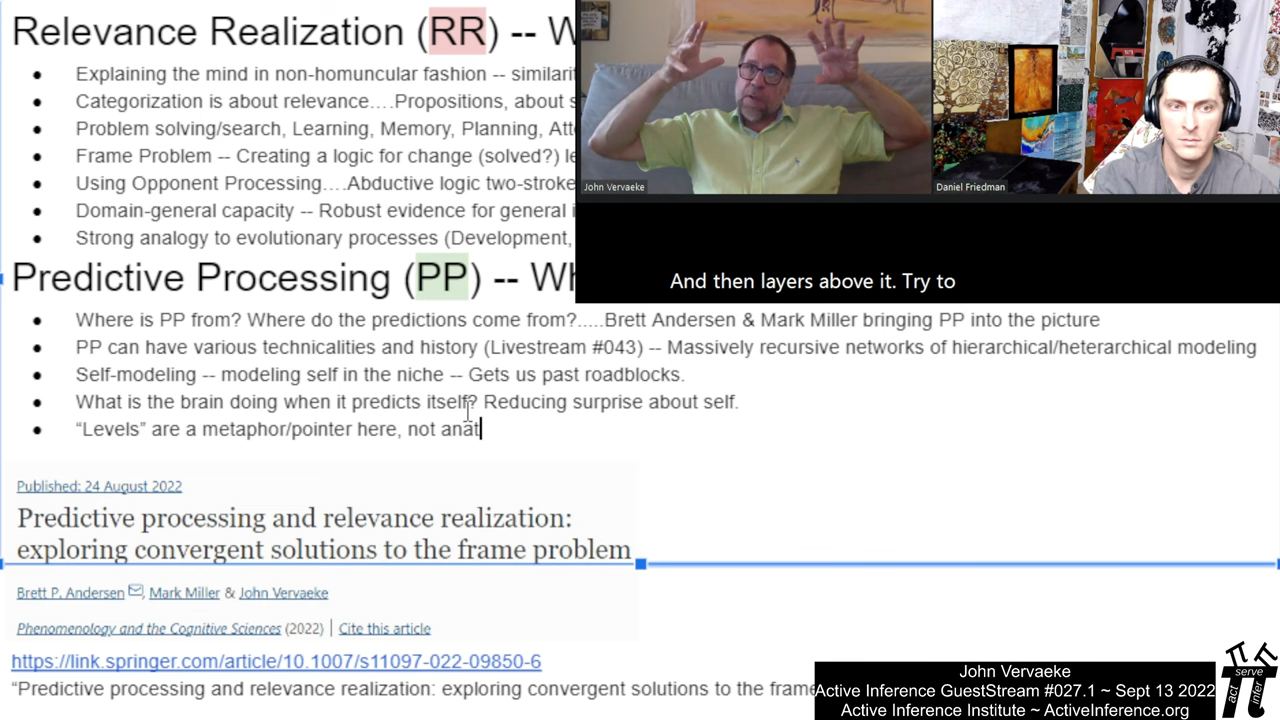 Relevance Realization (RR) -- W
Explaining the mind in non-homuncular fashion -- similarit
Categorization is about relevance….Propositions, about s
Problem solving/search, Learning, Memory, Planning, Att
Frame Problem -- Creating a logic for change (solved?) le
Using Opponent Processing….Abductive logic two-stroke
Domain-general capacity -- Robust evidence for general i
Strong analogy to evolutionary processes (Development,
John Vervaeke
Daniel Friedman
And then layers above it. Try to
Predictive Processing (PP) -- Wh
Where is PP from? Where do the predictions come from?.....Brett Andersen & Mark Miller bringing PP into the picture
PP can have various technicalities and history (Livestream #043) -- Massively recursive networks of hierarchical/heterarchical modeling
Self-modeling -- modeling self in the niche -- Gets us past roadblocks.
What is the brain doing when it predicts itself? Reducing surprise about self.
“Levels” are a metaphor/pointer here, not anat
Published: 24 August 2022
Predictive processing and relevance realization:
exploring convergent solutions to the frame problem
Brett P. Andersen, Mark Miller & John Vervaeke
Phenomenology and the Cognitive Sciences (2022) | Cite this article
https://link.springer.com/article/10.1007/s11097-022-09850-6
“Predictive processing and relevance realization: exploring convergent solutions to the frame
John Vervaeke
Active Inference GuestStream #027.1 ~ Sept 13 2022
Active Inference Institute ~ ActiveInference.org
serve
act
infer